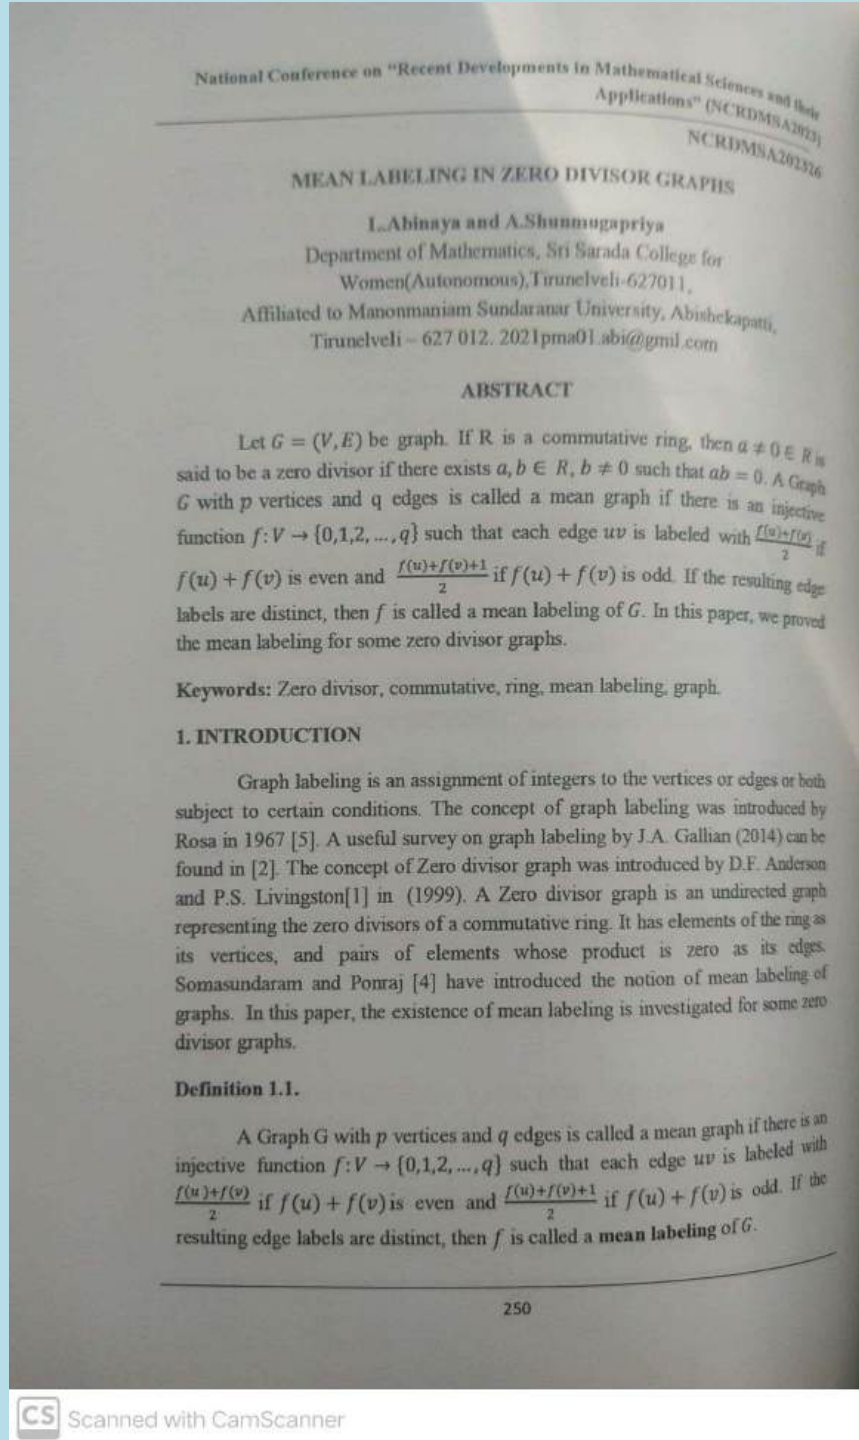 National Conference on "Recent Developments in Mathematical Sciences and their
Applications" (NCRDMSA2023)
NCRDMSA202326
MEAN LABELING IN ZERO DIVISOR GRAPHS
L.Abinaya and A.Shunmugapriya
Department of Mathematics, Sri Sarada College for
Women(Autonomous),Tirunelveli-627011,
Affiliated to Manonmaniam Sundaranar University, Abishekapatti,
Tirunelveli – 627 012. 2021pma01.abi@gmil.com
ABSTRACT
Let G = (V, E) be graph. If R is a commutative ring, then a ≠ 0 ∈ R is
said to be a zero divisor if there exists a, b ∈ R, b ≠ 0 such that ab = 0. A Graph
G with p vertices and q edges is called a mean graph if there is an injective
function f: V → {0,1,2, ..., q} such that each edge uv is labeled with (f(u)+f(v))/2 if
f(u) + f(v) is even and (f(u)+f(v)+1)/2 if f(u) + f(v) is odd. If the resulting edge
labels are distinct, then f is called a mean labeling of G. In this paper, we proved
the mean labeling for some zero divisor graphs.
Keywords: Zero divisor, commutative, ring, mean labeling, graph.
1. INTRODUCTION
Graph labeling is an assignment of integers to the vertices or edges or both
subject to certain conditions. The concept of graph labeling was introduced by
Rosa in 1967 [5]. A useful survey on graph labeling by J.A. Gallian (2014) can be
found in [2]. The concept of Zero divisor graph was introduced by D.F. Anderson
and P.S. Livingston[1] in (1999). A Zero divisor graph is an undirected graph
representing the zero divisors of a commutative ring. It has elements of the ring as
its vertices, and pairs of elements whose product is zero as its edges.
Somasundaram and Ponraj [4] have introduced the notion of mean labeling of
graphs. In this paper, the existence of mean labeling is investigated for some zero
divisor graphs.
Definition 1.1.
A Graph G with p vertices and q edges is called a mean graph if there is an
injective function f: V → {0,1,2, ..., q} such that each edge uv is labeled with
(f(u)+f(v))/2 if f(u) + f(v) is even and (f(u)+f(v)+1)/2 if f(u) + f(v) is odd. If the
resulting edge labels are distinct, then f is called a mean labeling of G.
250
CS Scanned with CamScanner